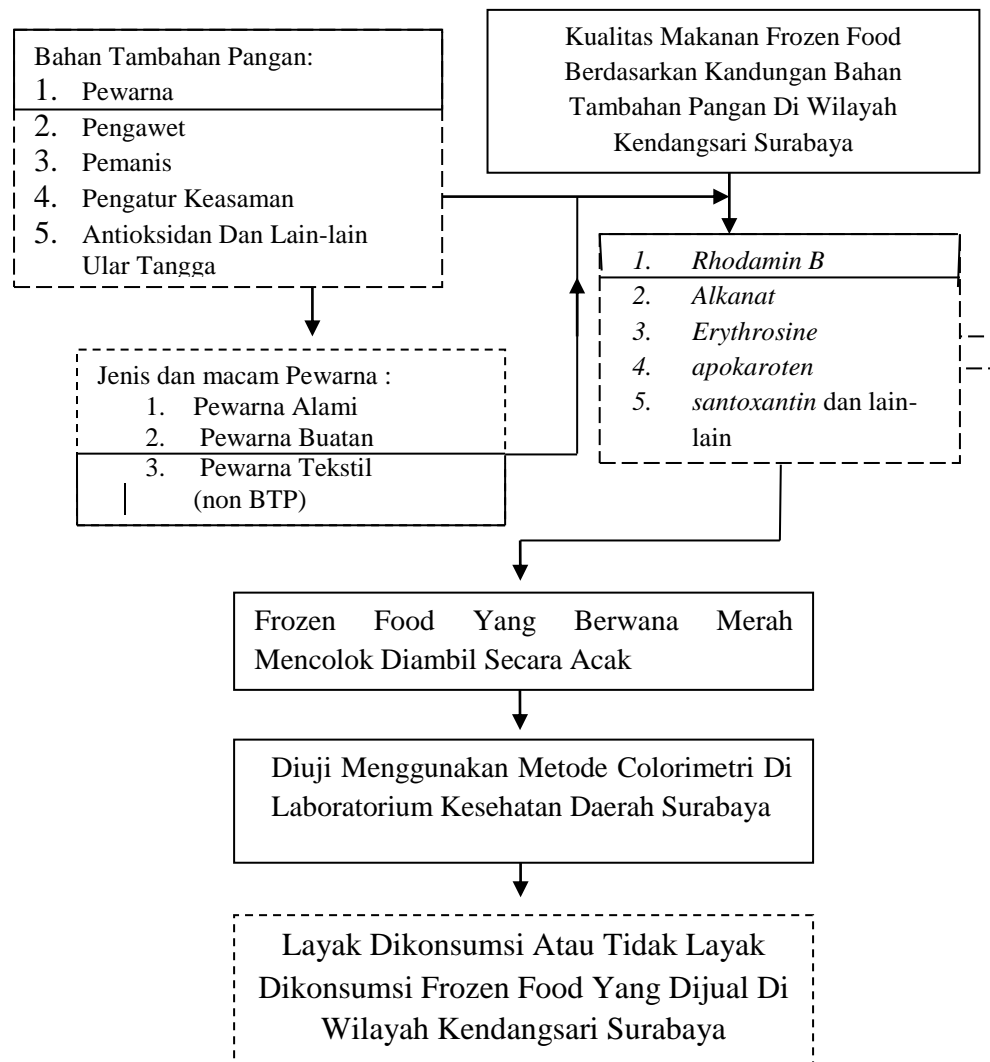 Bahan Tambahan Pangan:
1. Pewarna
2. Pengawet
3. Pemanis
4. Pengatur Keasaman
5. Antioksidan Dan Lain-lain
Ular Tangga
Kualitas Makanan Frozen Food
Berdasarkan Kandungan Bahan
Tambahan Pangan Di Wilayah
Kendangsari Surabaya
1. Rhodamin B
2. Alkanat
3. Erythrosine
4. apokaroten
5. santoxantin dan lain-
lain
Jenis dan macam Pewarna :
1. Pewarna Alami
2. Pewarna Buatan
3. Pewarna Tekstil
(non BTP)
Frozen Food Yang Berwana Merah
Mencolok Diambil Secara Acak
Diuji Menggunakan Metode Colorimetri Di
Laboratorium Kesehatan Daerah Surabaya
Layak Dikonsumsi Atau Tidak Layak
Dikonsumsi Frozen Food Yang Dijual Di
Wilayah Kendangsari Surabaya